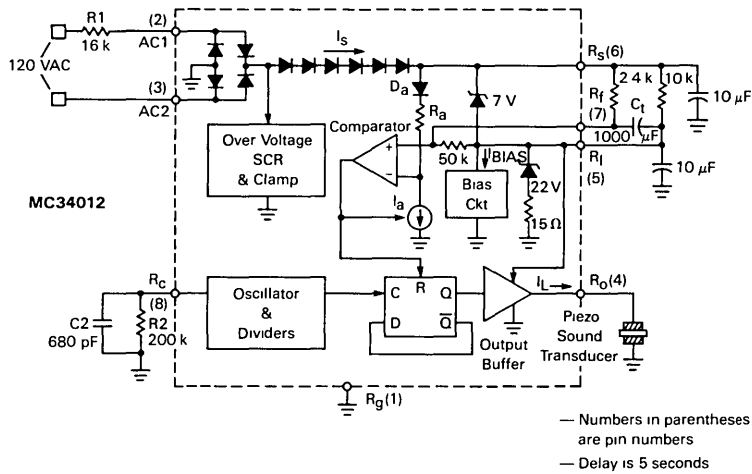 R1
(2)
16 k
AC1
120 VAC
(3)
AC2
IS
RS(6)
Da
2 4 k
10 k
Rf
(7)
Ct
10 μF
7 V
Ra
Comparator
1000
μF
Over Voltage
SCR
& Clamp
+
−
50 k
IBIAS
RI
(5)
22 V
10 μF
Bias
Ckt
15 Ω
Ia
MC34012
Rc
(8)
C2
680 pF
R2
200 k
Oscillator
&
Dividers
C
R
Q
D
Q̅
IL
Ro(4)
Output
Buffer
Piezo
Sound
Transducer
Rg(1)
— Numbers in parentheses
are pin numbers
— Delay is 5 seconds